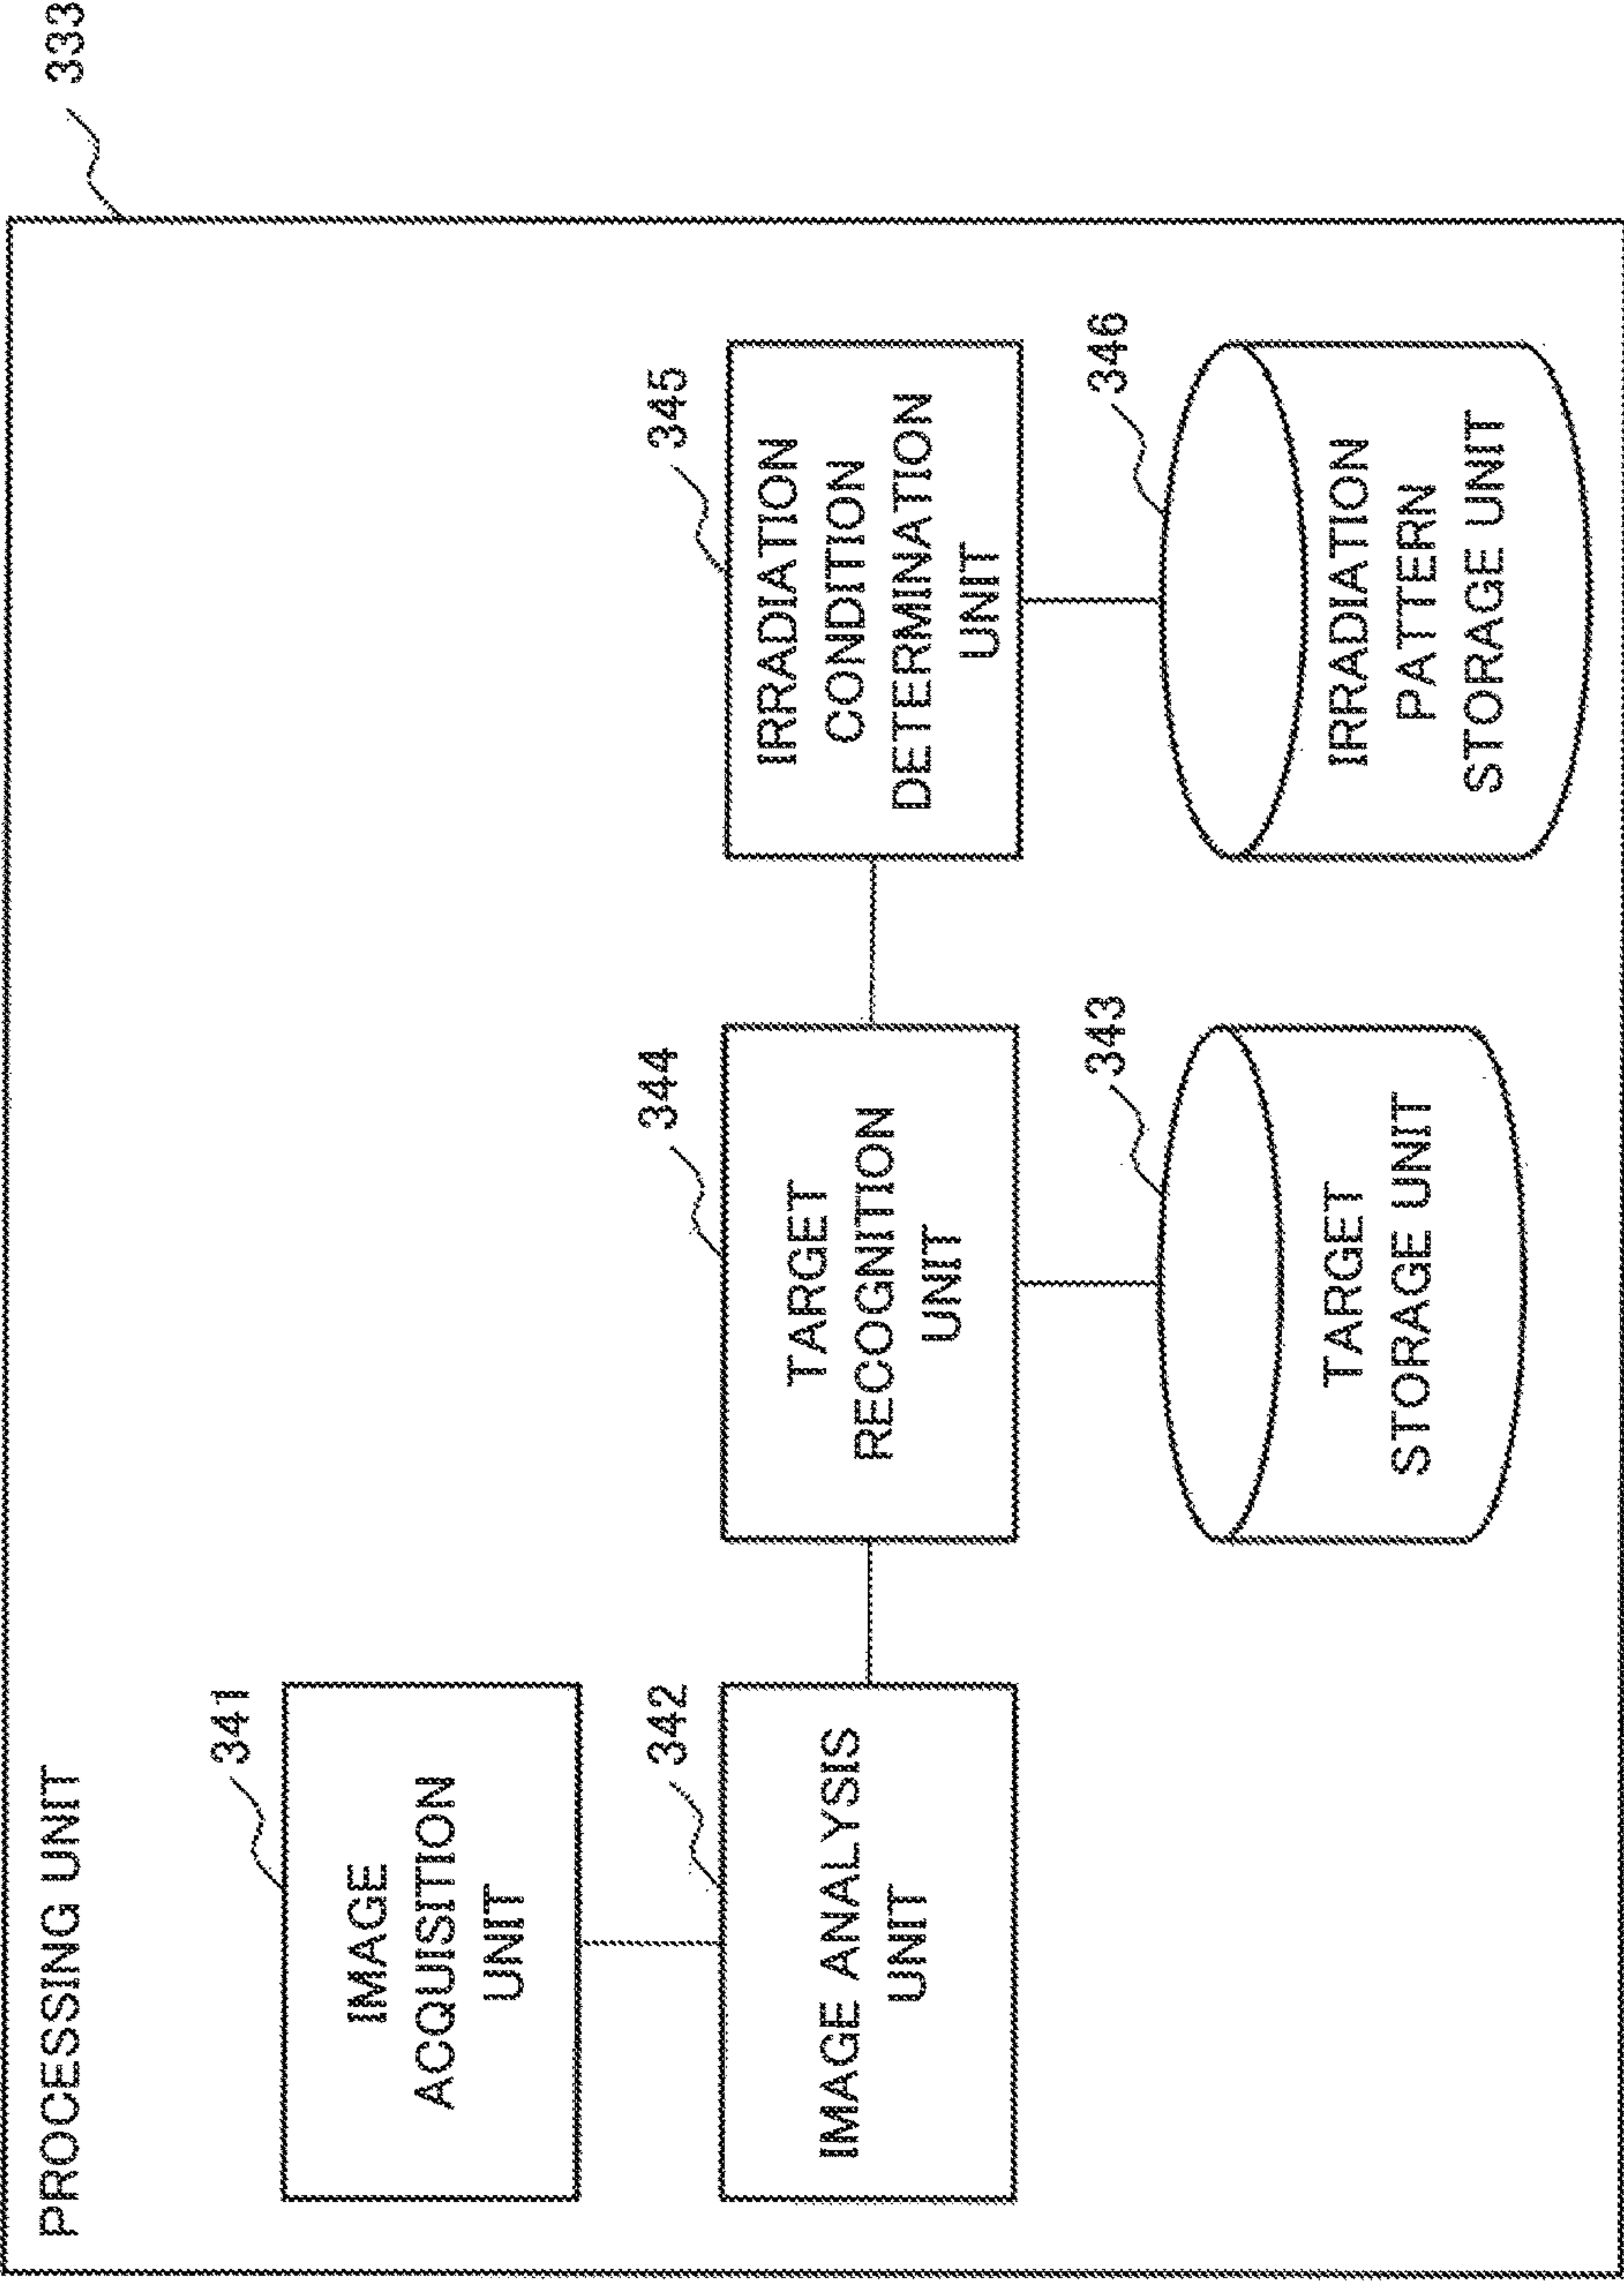 333
PROCESSING UNIT
341
IMAGE
ACQUISITION
UNIT
342
IMAGE ANALYSIS
UNIT
344
TARGET
RECOGNITION
UNIT
345
IRRADIATION
CONDITION
DETERMINATION
UNIT
343
TARGET
STORAGE UNIT
346
IRRADIATION
PATTERN
STORAGE UNIT